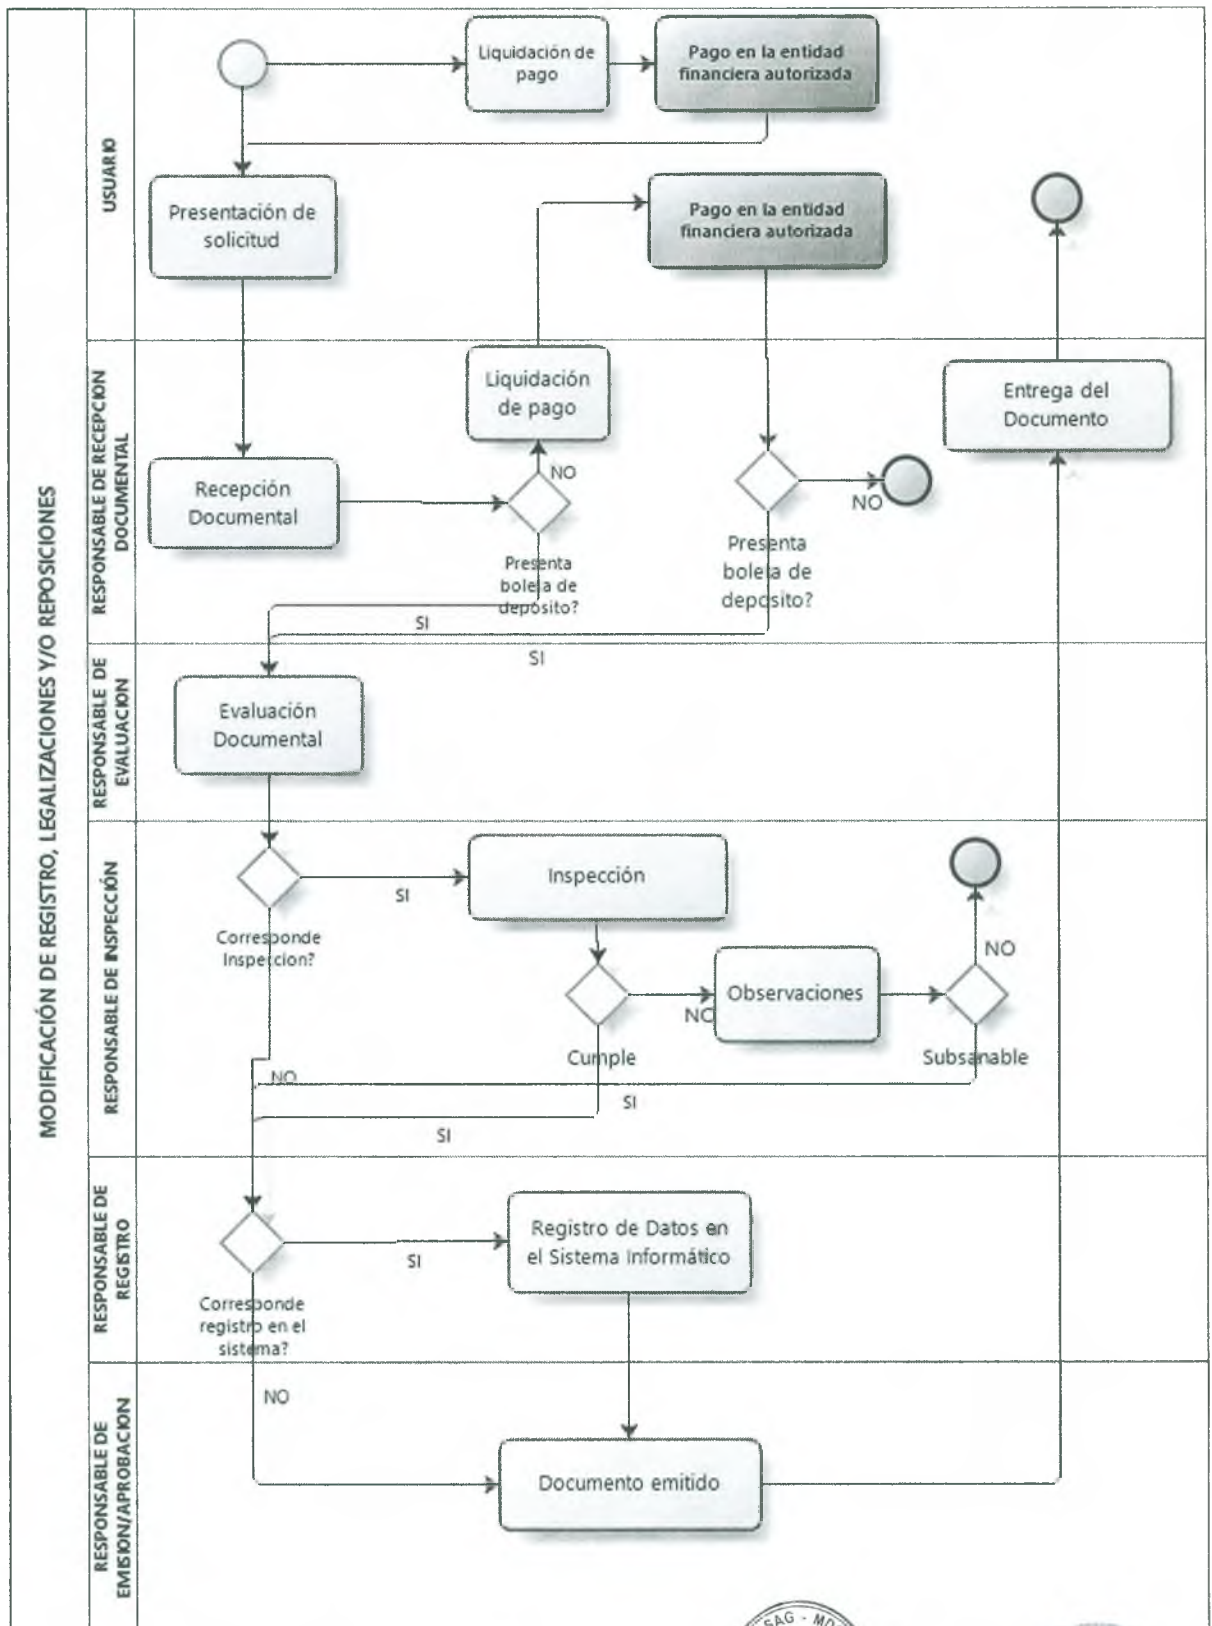 MODIFICACIÓN DE REGISTRO, LEGALIZACIONES Y/O REPOSICIONES
USUARIO
Liquidación de
pago
Pago en la entidad
financiera autorizada
Presentación de
solicitud
Pago en la entidad
financiera autorizada
RESPONSABLE DE RECEPCION
DOCUMENTAL
Liquidación
de pago
Entrega del
Documento
Recepción
Documental
NO
NO
Presenta
boleta de
deposito?
Presenta
boleta de
deposito?
SI
SI
RESPONSABLE DE
EVALUACION
Evaluación
Documental
RESPONSABLE DE INSPECCIÓN
Inspección
SI
Corresponde
Inspeccion?
NO
Observaciones
NO
Cumple
Subsanable
NO
SI
SI
RESPONSABLE DE
REGISTRO
Registro de Datos en
el Sistema Informático
SI
Corresponde
registro en el
sistema?
RESPONSABLE DE
EMISION/APROBACION
NO
Documento emitido
SAG - MD